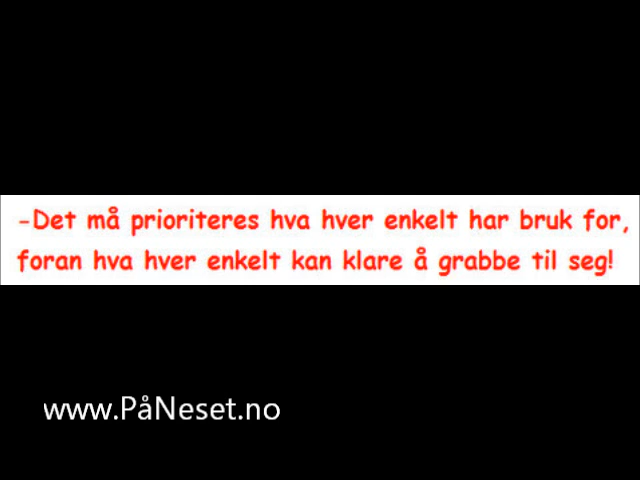 -Det må prioriteres hva hver enkelt har bruk for,
foran hva hver enkelt kan klare å grabbe til seg!
www.PåNeset.no